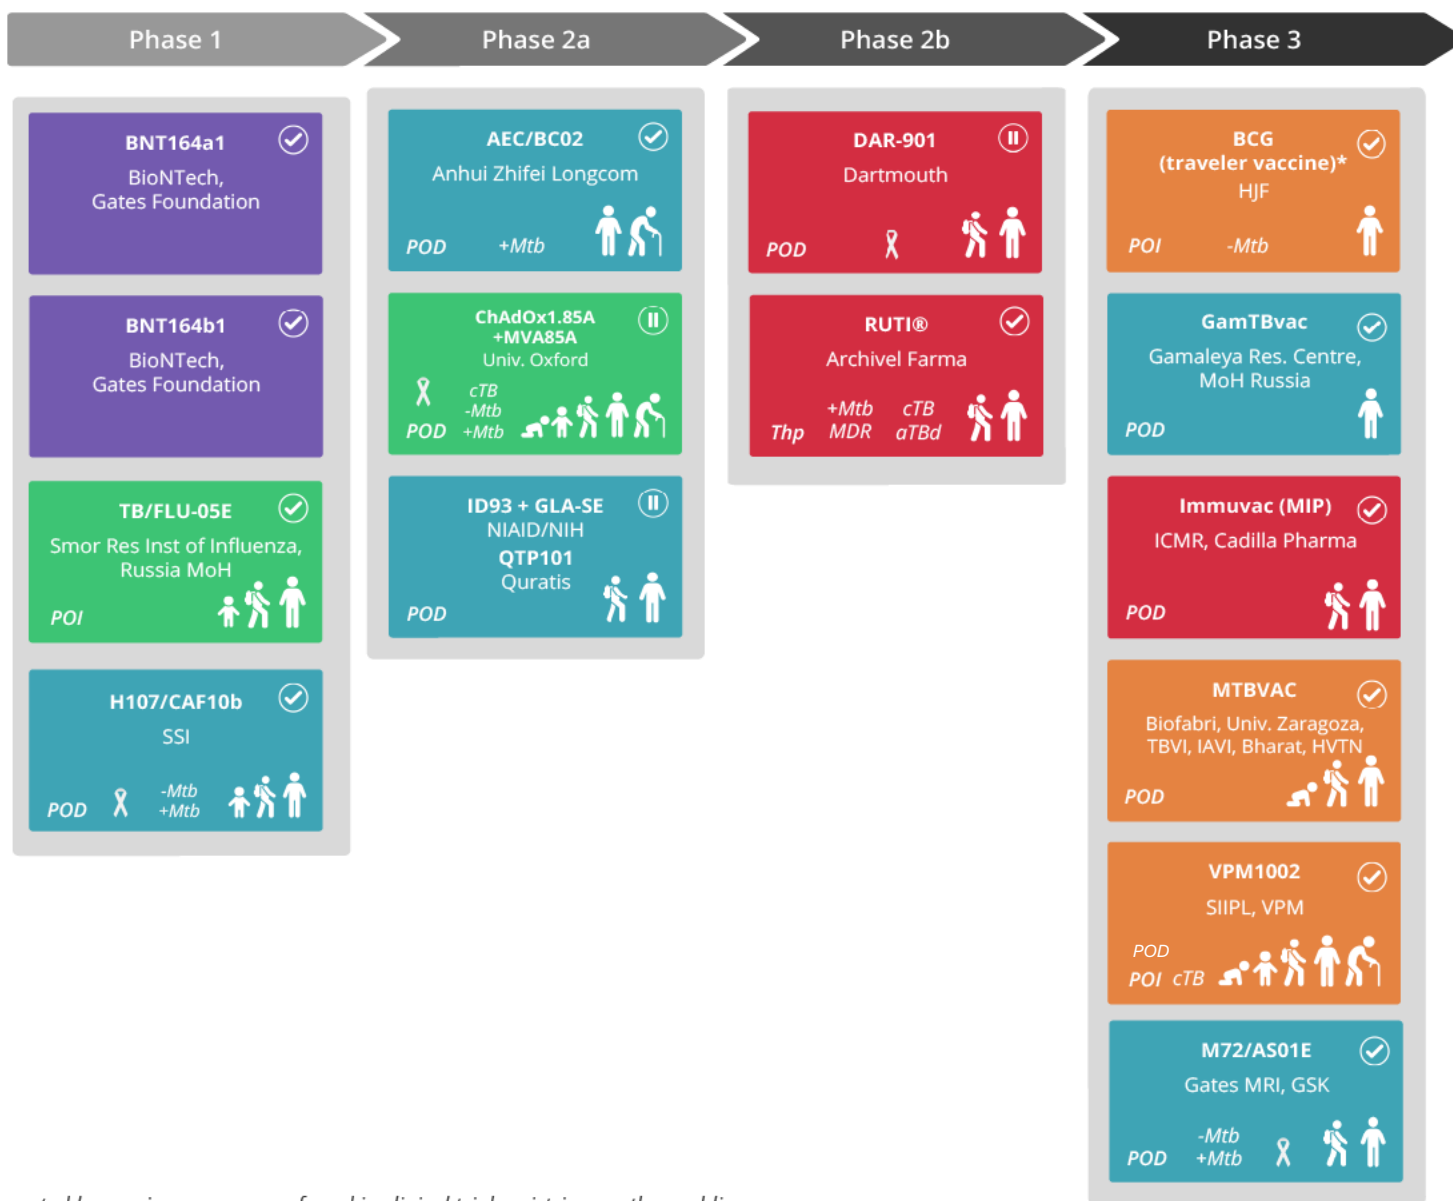 Phase 1
Phase 2a
Phase 2b
Phase 3
BNT164a1
BioNTech,
Gates Foundation
BNT164b1
BioNTech,
Gates Foundation
TB/FLU-05E
Smor Res Inst of Influenza,
Russia MoH
POI
H107/CAF10b
SSI
-Mtb
POD +Mtb
AEC/BC02
Anhui Zhifei Longcom
POD +Mtb
ChAdOx1.85A
+MVA85A
Univ. Oxford
cTB
-Mtb
POD +Mtb
ID93 + GLA-SE
NIAID/NIH
QTP101
Quratis
POD
DAR-901
Dartmouth
POD
RUTI®
Archivel Farma
+Mtb cTB
Thp MDR aTBd
BCG
(traveler vaccine)*
HJF
POI -Mtb
GamTBvac
Gamaleya Res. Centre,
MoH Russia
POD
Immuvac (MIP)
ICMR, Cadilla Pharma
POD
MTBVAC
Biofabri, Univ. Zaragoza,
TBVI, IAVI, Bharat, HVTN
POD
VPM1002
SIIPL, VPM
POD
POI cTB
M72/AS01E
Gates MRI, GSK
-Mtb
POD +Mtb